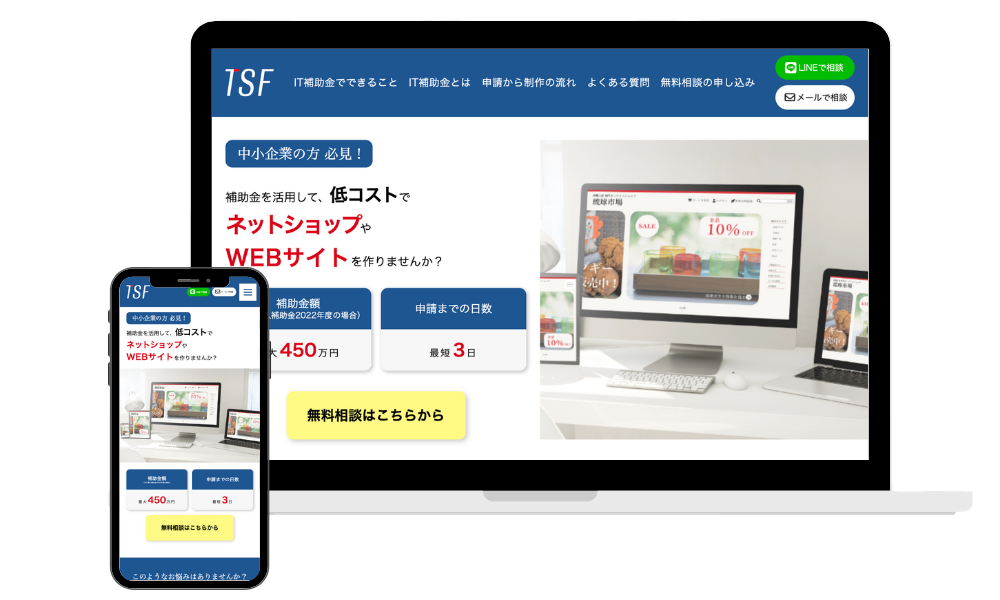 TSF
IT補助金でできること IT補助金とは 申請から制作の流れ よくある質問 無料相談の申し込み
LINEで相談
メールで相談
中小企業の方 必見！
補助金を活用して、低コストで
ネットショップや
WEBサイトを作りませんか？
補助金額
補助金2022年度の場合）
450万円
申請までの日数
最短 3日
無料相談はこちらから
琉球市場
SALE
10% OFF
10%
TSF
中小企業の方 必見！
補助金を活用して、低コストで
ネットショップや
WEBサイトを作りませんか？
補助金額
最大 450万円
申請までの日数
最短 3日
無料相談はこちらから
このようなお悩みはありませんか？